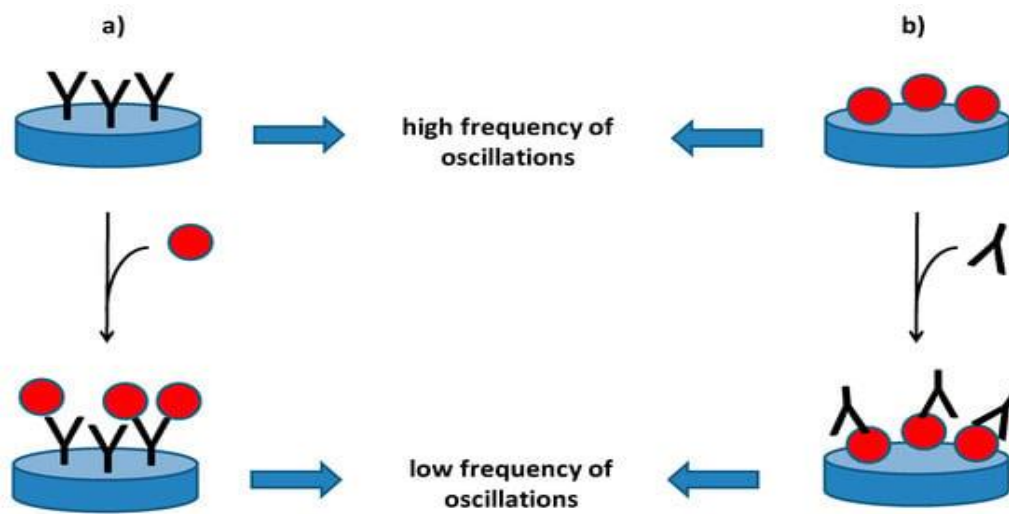 a)
b)
high frequency of
oscillations
low frequency of
oscillations